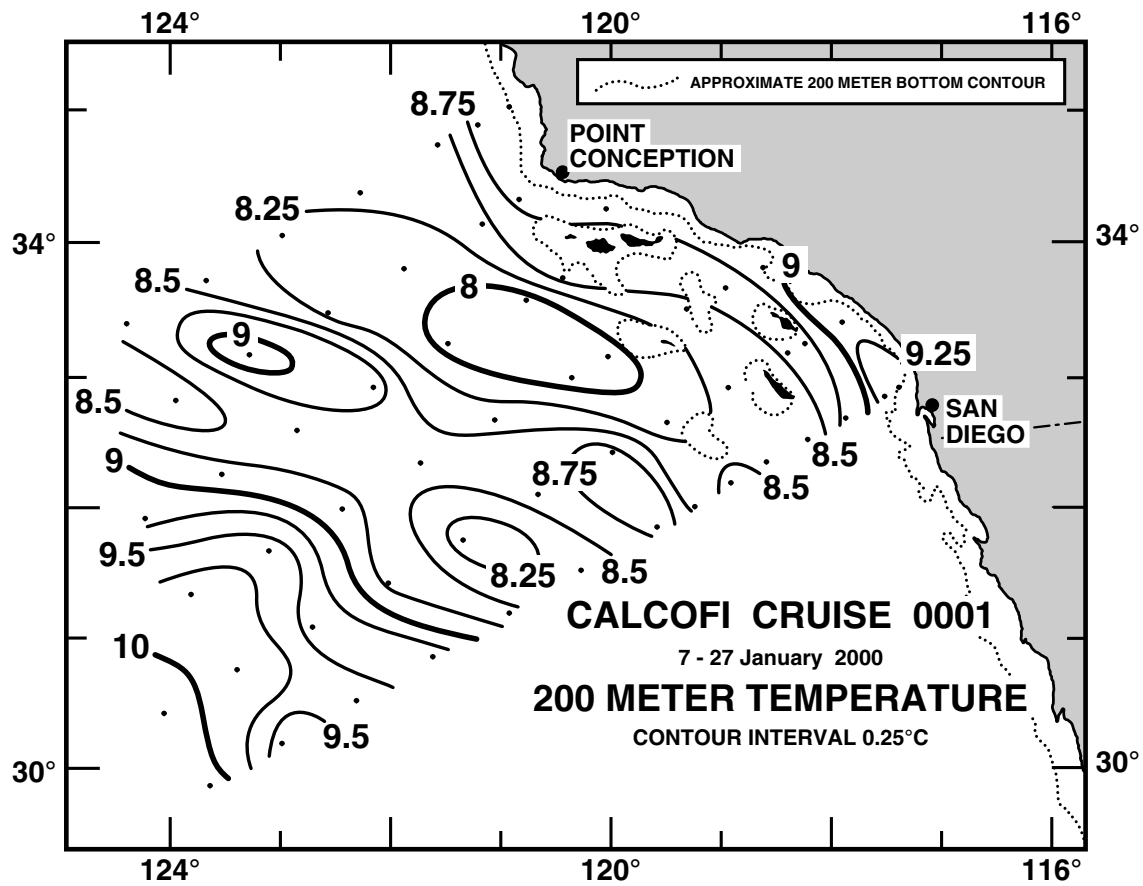 124° 120° 116°
APPROXIMATE 200 METER BOTTOM CONTOUR
8.75
POINT
CONCEPTION
8.25
34° 34°
9
8.5
8
9
9.25
8.5
SAN
DIEGO
8.5
9
8.75
8.5
9.5
8.25 8.5
CALCOFI CRUISE 0001
10
7 - 27 January 2000
200 METER TEMPERATURE
9.5
CONTOUR INTERVAL 0.25°C
30° 30°
124° 120° 116°